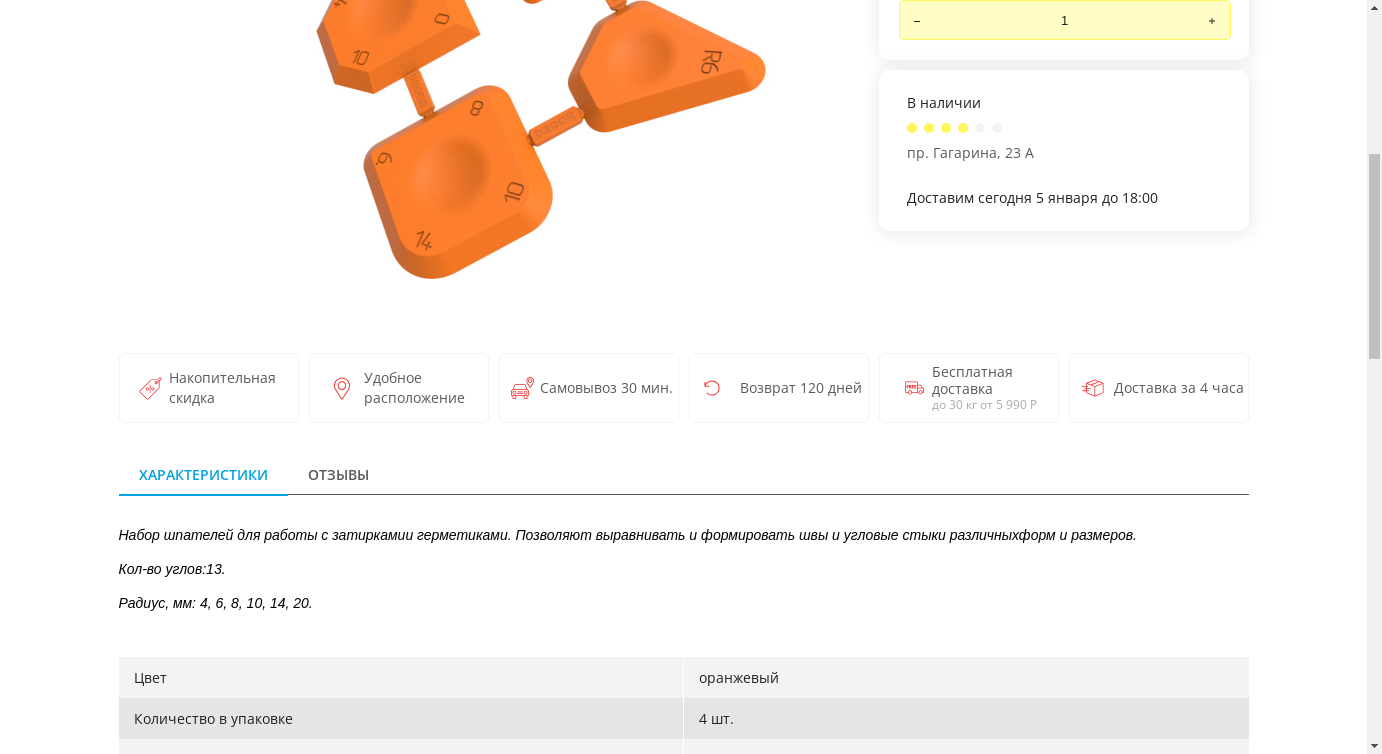 4
0
10
8
R6
6
10
14
–
1
+
В наличии
пр. Гагарина, 23 А
Доставим сегодня 5 января до 18:00
Накопительная
скидка
Удобное
расположение
Самовывоз 30 мин.
Возврат 120 дней
Бесплатная
доставка
до 30 кг от 5 990 Р
Доставка за 4 часа
ХАРАКТЕРИСТИКИ
ОТЗЫВЫ
Набор шпателей для работы с затиркамии герметиками. Позволяют выравнивать и формировать швы и угловые стыки различныхформ и размеров.
Кол-во углов:13.
Радиус, мм: 4, 6, 8, 10, 14, 20.
Цвет
оранжевый
Количество в упаковке
4 шт.